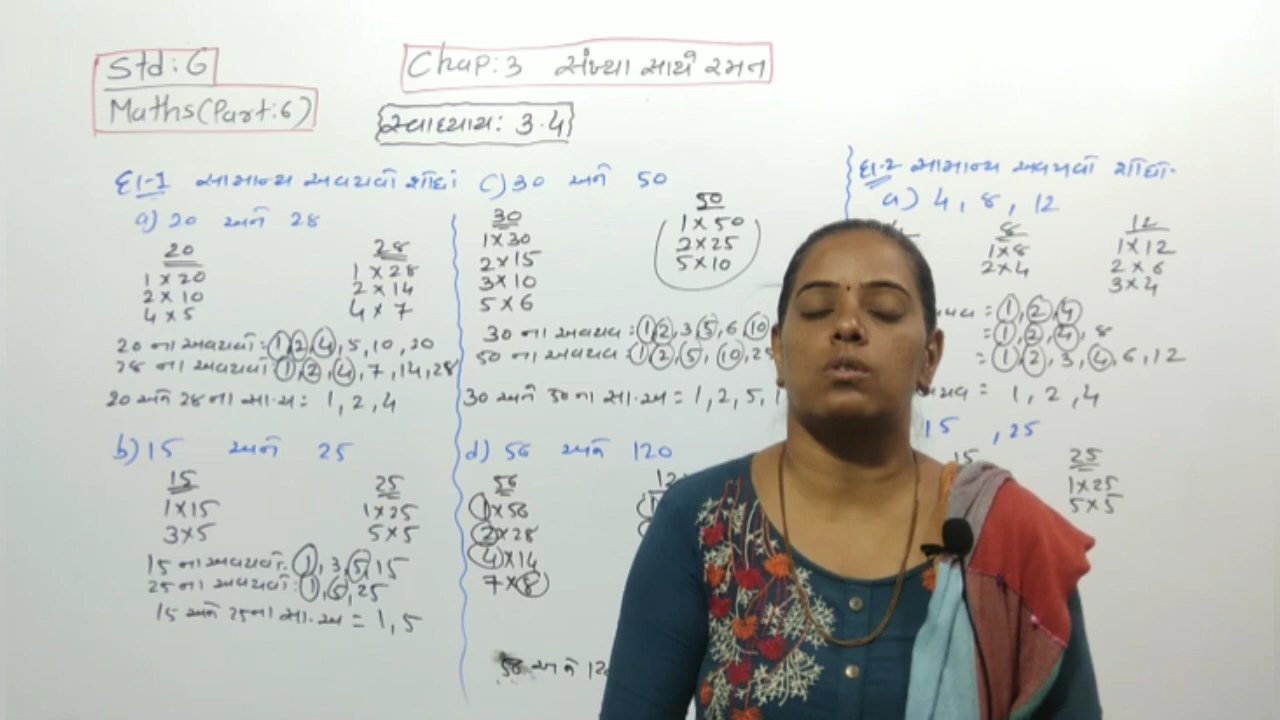 Std: 6
Maths (Part: 6)
Chap: 3 સંખ્યા સાથે રમત
સ્વાધ્યાય: 3.4
દા-1 સામાન્ય અવયવો શોધો
a) 20 અને 28
20
1 × 20
2 × 10
4 × 5
28
1 × 28
2 × 14
4 × 7
20 ના અવયવો: 1, 2, 4, 5, 10, 20
28 ના અવયવો: 1, 2, 4, 7, 14, 28
20 અને 28 ના સા.અ: 1, 2, 4
b) 15 અને 25
15
1×15
3×5
25
1×25
5×5
15 ના અવયવો: 1, 3, 5, 15
25 ના અવયવો: 1, 5, 25
15 અને 25 ના સા.અ = 1, 5
c) 30 અને 50
30
1×30
2×15
3×10
5×6
50
1×50
2×25
5×10
30 ના અવયવ = 1, 2, 3, 5, 6, 10
50 ના અવયવ = 1, 2, 5, 10
30 અને 50 ના સા.અ = 1, 2, 5,
d) 56 અને 120
56
1×56
2×28
4×14
7×8
56 અને
દા-2 સામાન્ય અવયવો શોધો.
a) 4, 8, 12
8
1×8
2×4
12
1×12
2×6
3×4
= 1, 2, 4
= 1, 2, 4, 8
= 1, 2, 3, 4, 6, 12
= 1, 2, 4
15, 25
15
25
1×25
5×5